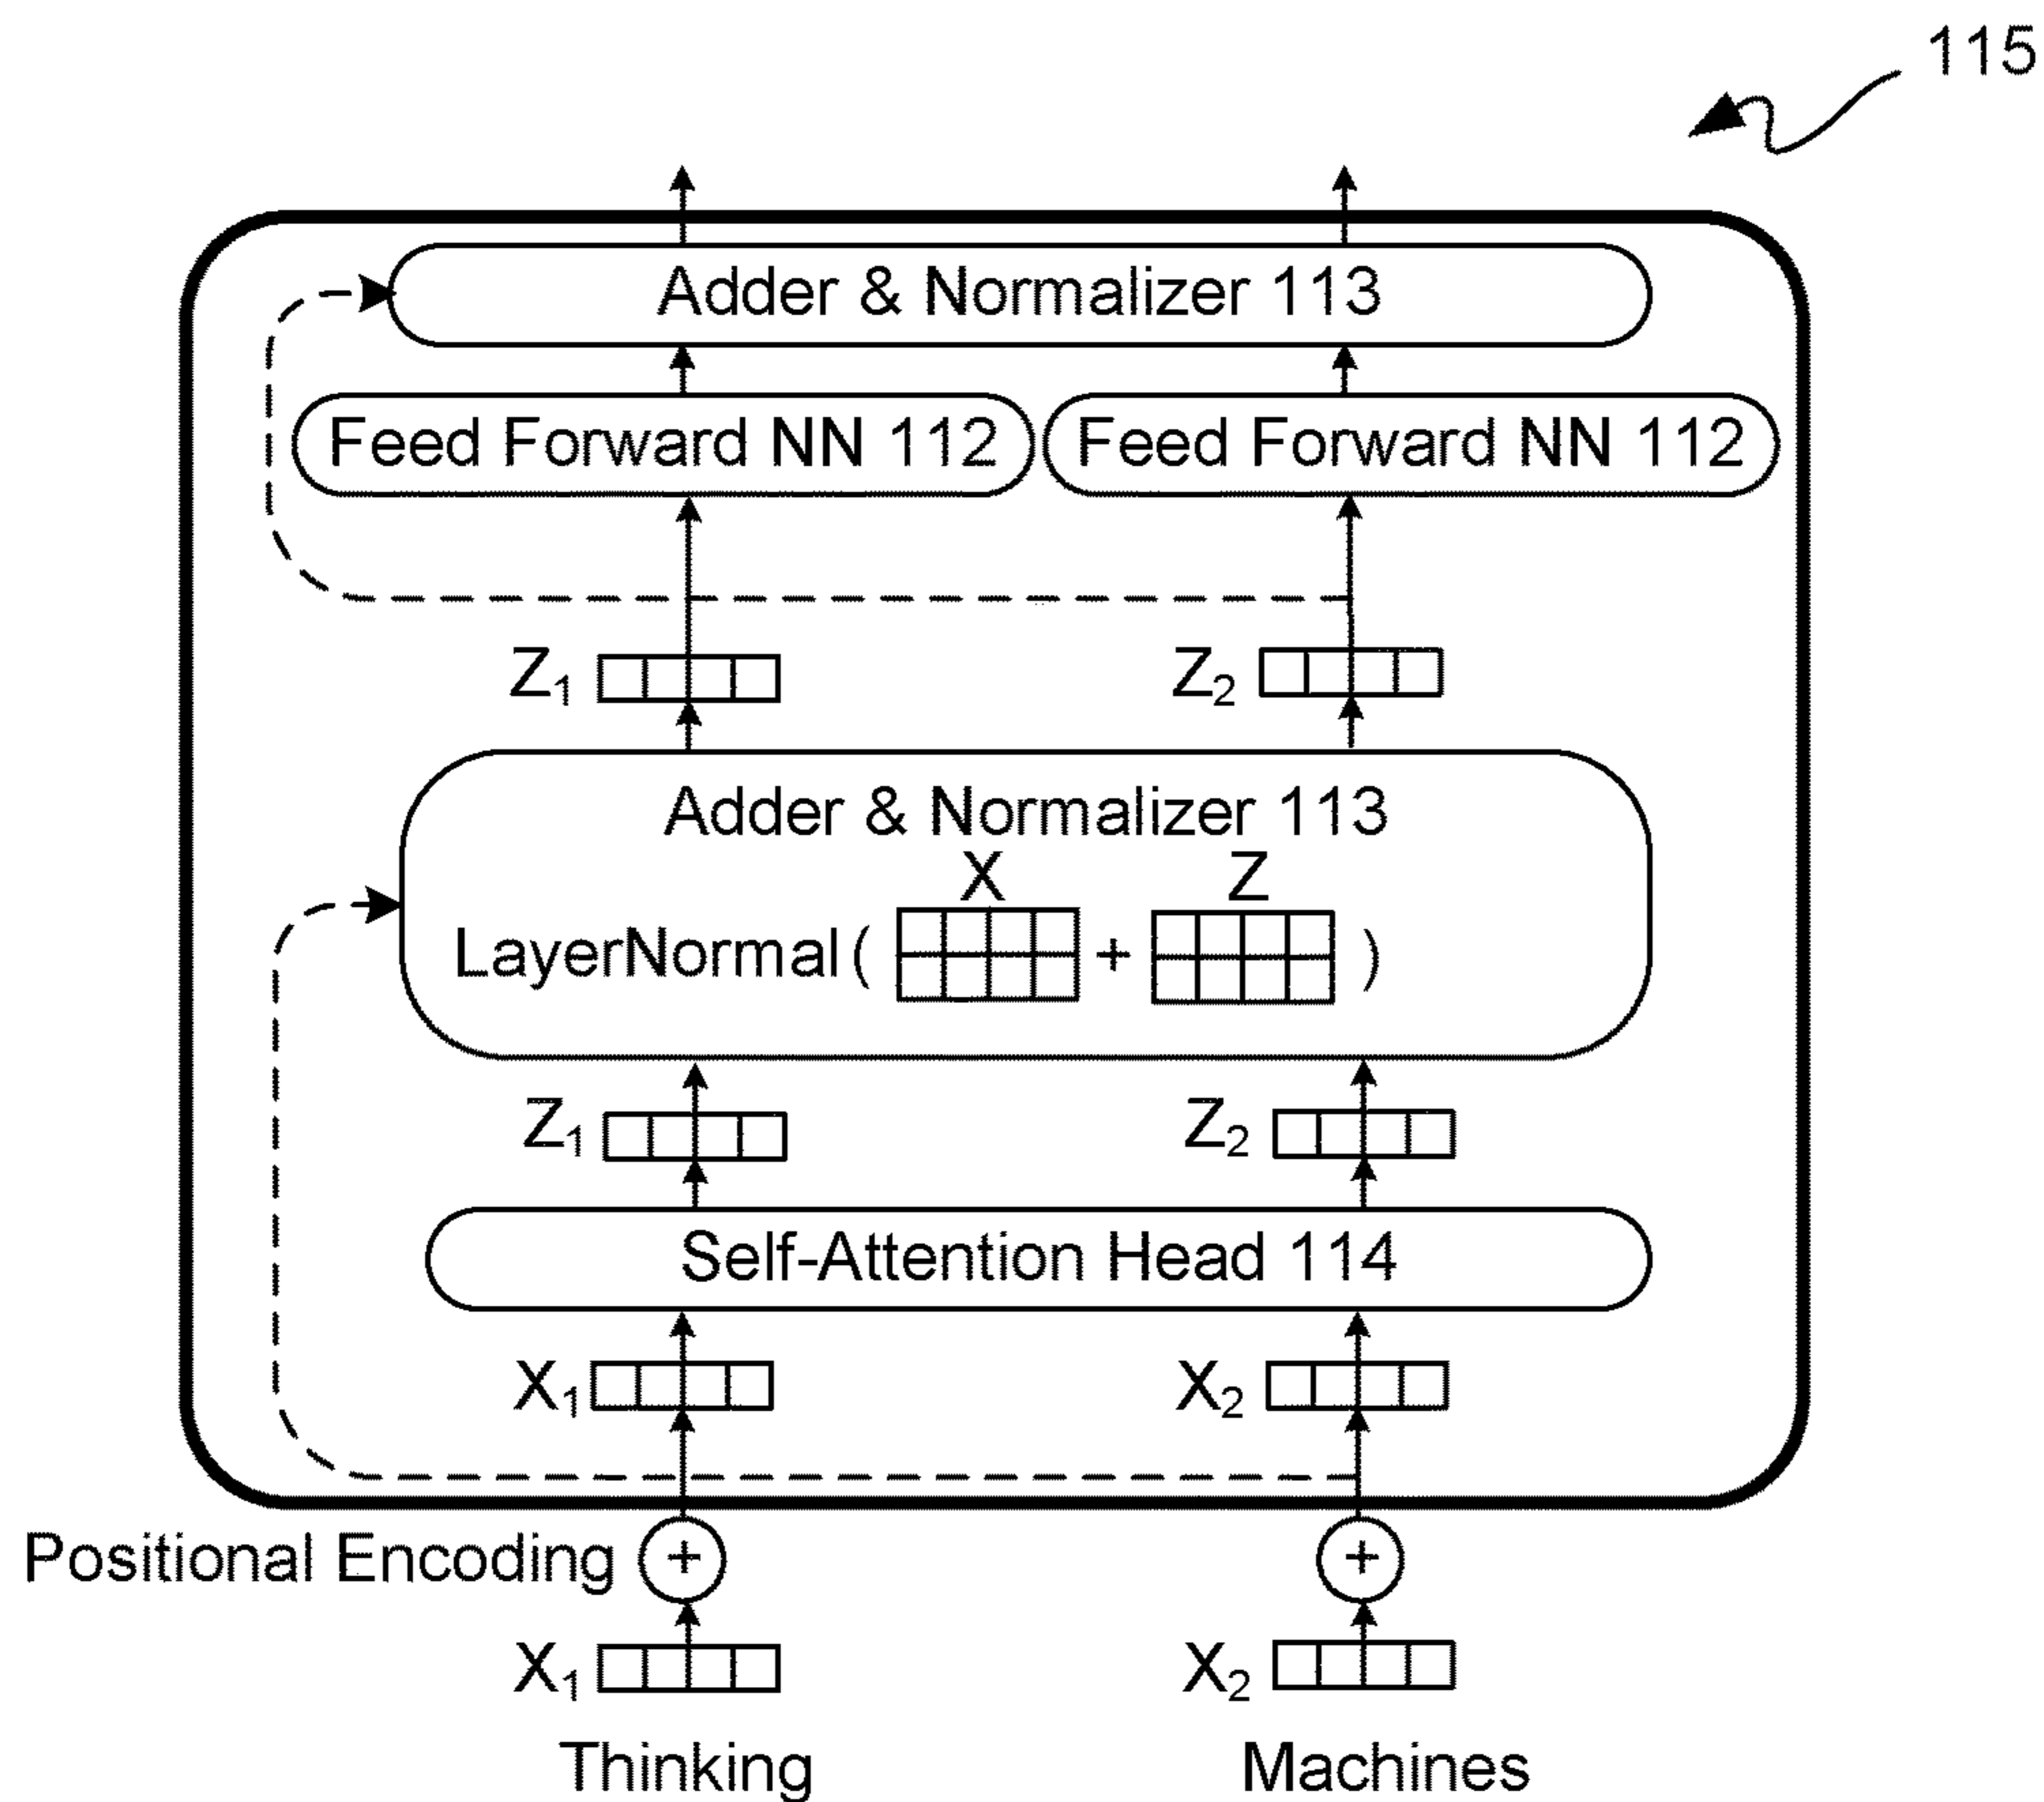 115
Adder & Normalizer 113
Feed Forward NN 112 Feed Forward NN 112
Z₁ Z₂
Adder & Normalizer 113
X Z
LayerNormal( + )
Z₁ Z₂
Self-Attention Head 114
X₁ X₂
Positional Encoding + +
X₁ X₂
Thinking Machines